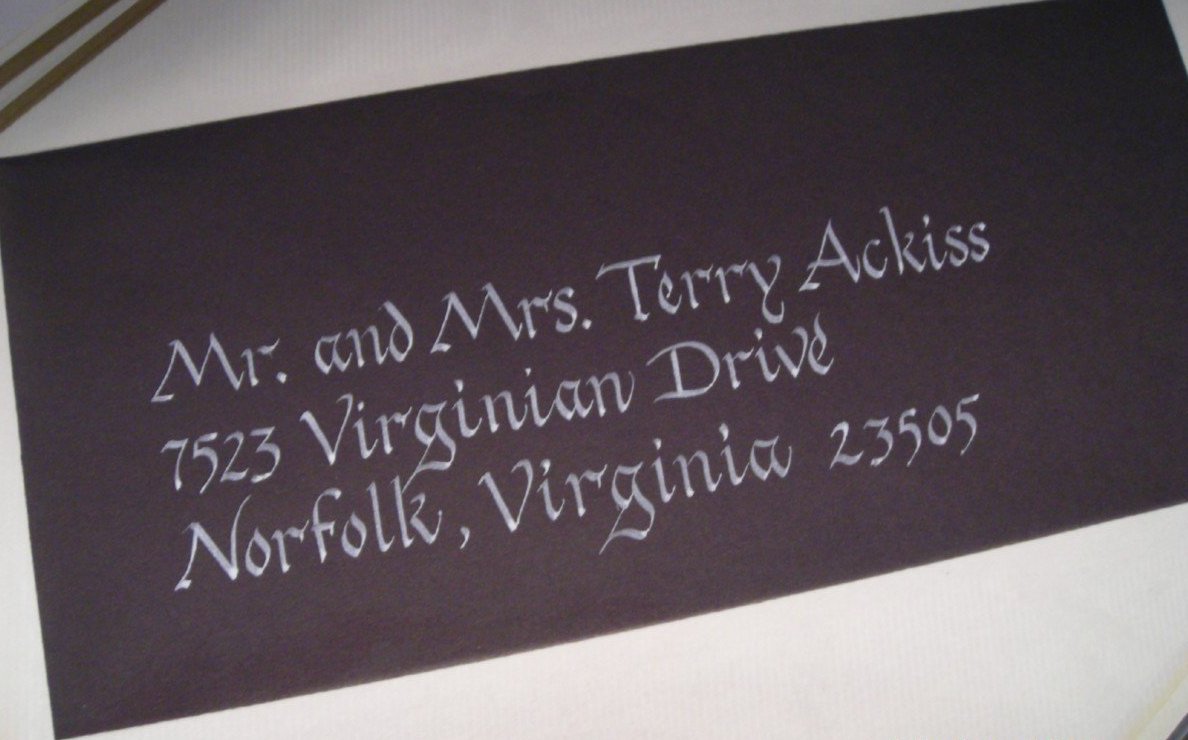 Mr. and Mrs. Terry Ackiss
7523 Virginian Drive
Norfolk, Virginia 23505